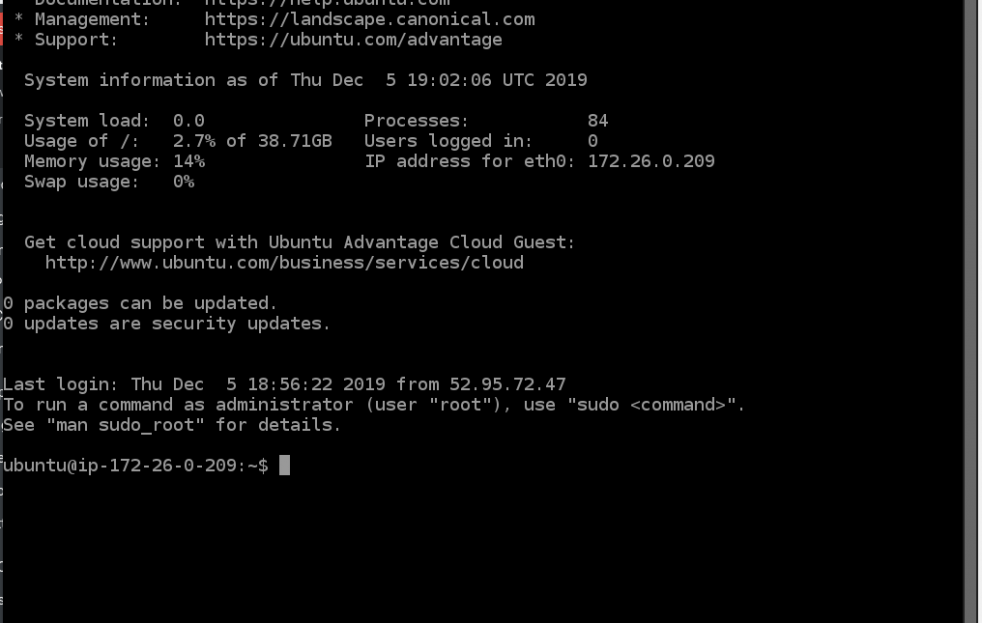 * Documentation:  https://help.ubuntu.com
 * Management:     https://landscape.canonical.com
 * Support:        https://ubuntu.com/advantage

  System information as of Thu Dec  5 19:02:06 UTC 2019

  System load:  0.0               Processes:           84
  Usage of /:   2.7% of 38.71GB   Users logged in:     0
  Memory usage: 14%               IP address for eth0: 172.26.0.209
  Swap usage:   0%

  Get cloud support with Ubuntu Advantage Cloud Guest:
    http://www.ubuntu.com/business/services/cloud

0 packages can be updated.
0 updates are security updates.

Last login: Thu Dec  5 18:56:22 2019 from 52.95.72.47
To run a command as administrator (user "root"), use "sudo <command>".
See "man sudo_root" for details.

ubuntu@ip-172-26-0-209:~$